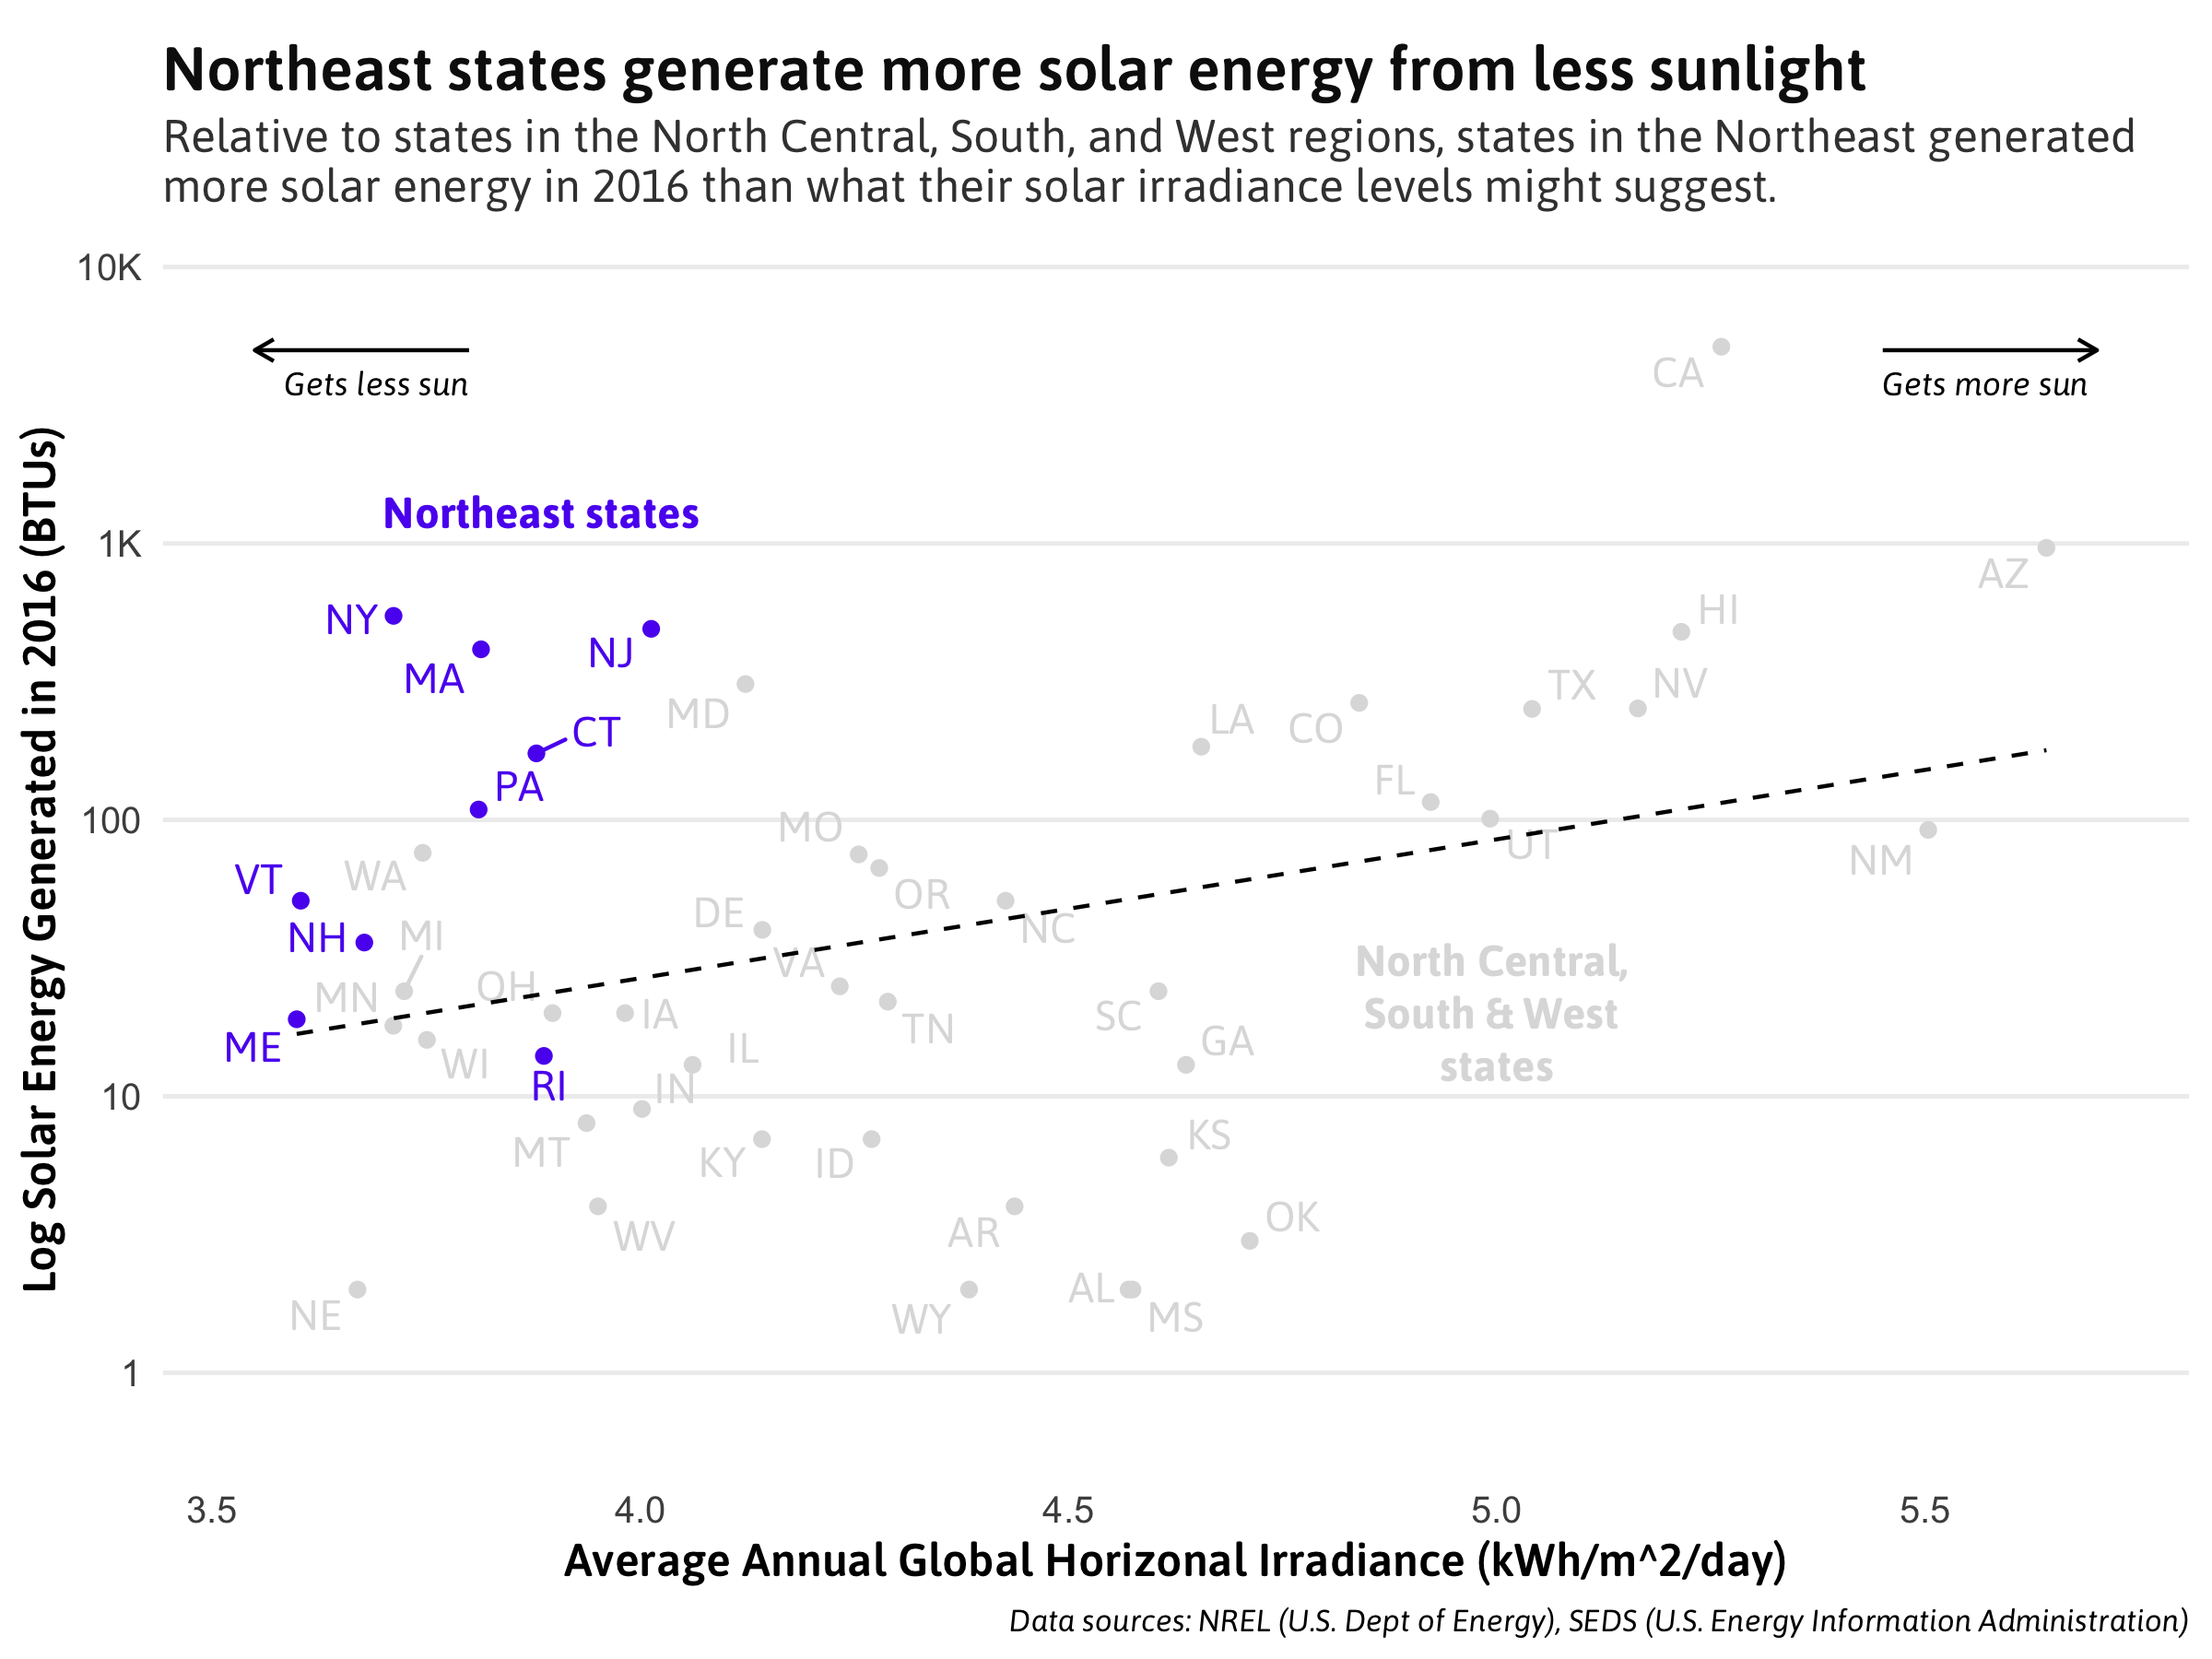 Northeast states generate more solar energy from less sunlight
Relative to states in the North Central, South, and West regions, states in the Northeast generated
more solar energy in 2016 than what their solar irradiance levels might suggest.
10K
Gets less sun
CA
Gets more sun
Log Solar Energy Generated in 2016 (BTUs)
Northeast states
1K
AZ
NY
HI
NJ
MA
TX
NV
MD
LA
CO
CT
FL
PA
100
MO
UT
NM
WA
VT
OR
DE
NC
NH
MI
VA
North Central,
South & West
states
OH
MN
IA
SC
TN
GA
ME
IL
WI
RI
IN
10
KS
MT
KY
ID
OK
AR
WV
AL
NE
WY
MS
1
3.5
4.0
4.5
5.0
5.5
Average Annual Global Horizonal Irradiance (kWh/m^2/day)
Data sources: NREL (U.S. Dept of Energy), SEDS (U.S. Energy Information Administration)